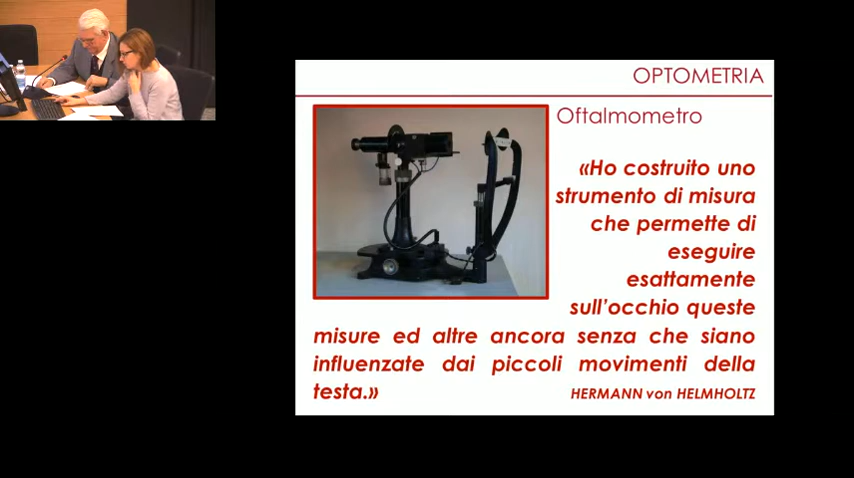 OPTOMETRIA
Oftalmometro
«Ho costruito uno
strumento di misura
che permette di
eseguire
esattamente
sull'occhio queste
misure ed altre ancora senza che siano
influenzate dai piccoli movimenti della
testa.»
HERMANN von HELMHOLTZ